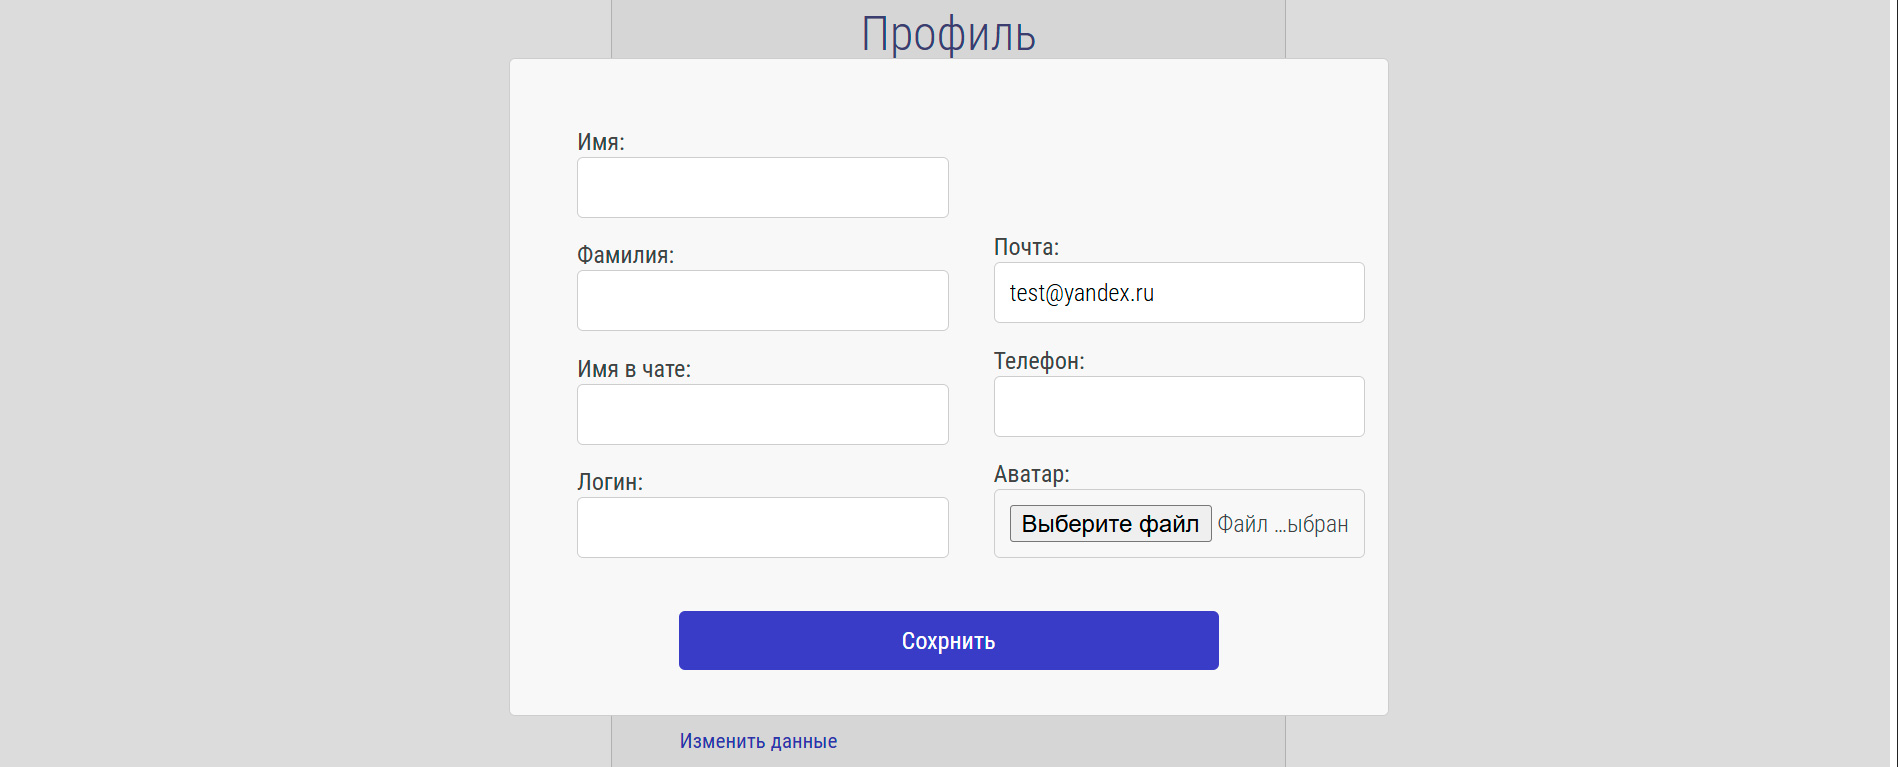 Профиль
Имя:
Фамилия:
Имя в чате:
Логин:
Почта:
test@yandex.ru
Телефон:
Аватар:
Выберите файл Файл ...ыбран
Сохрнить
Изменить данные